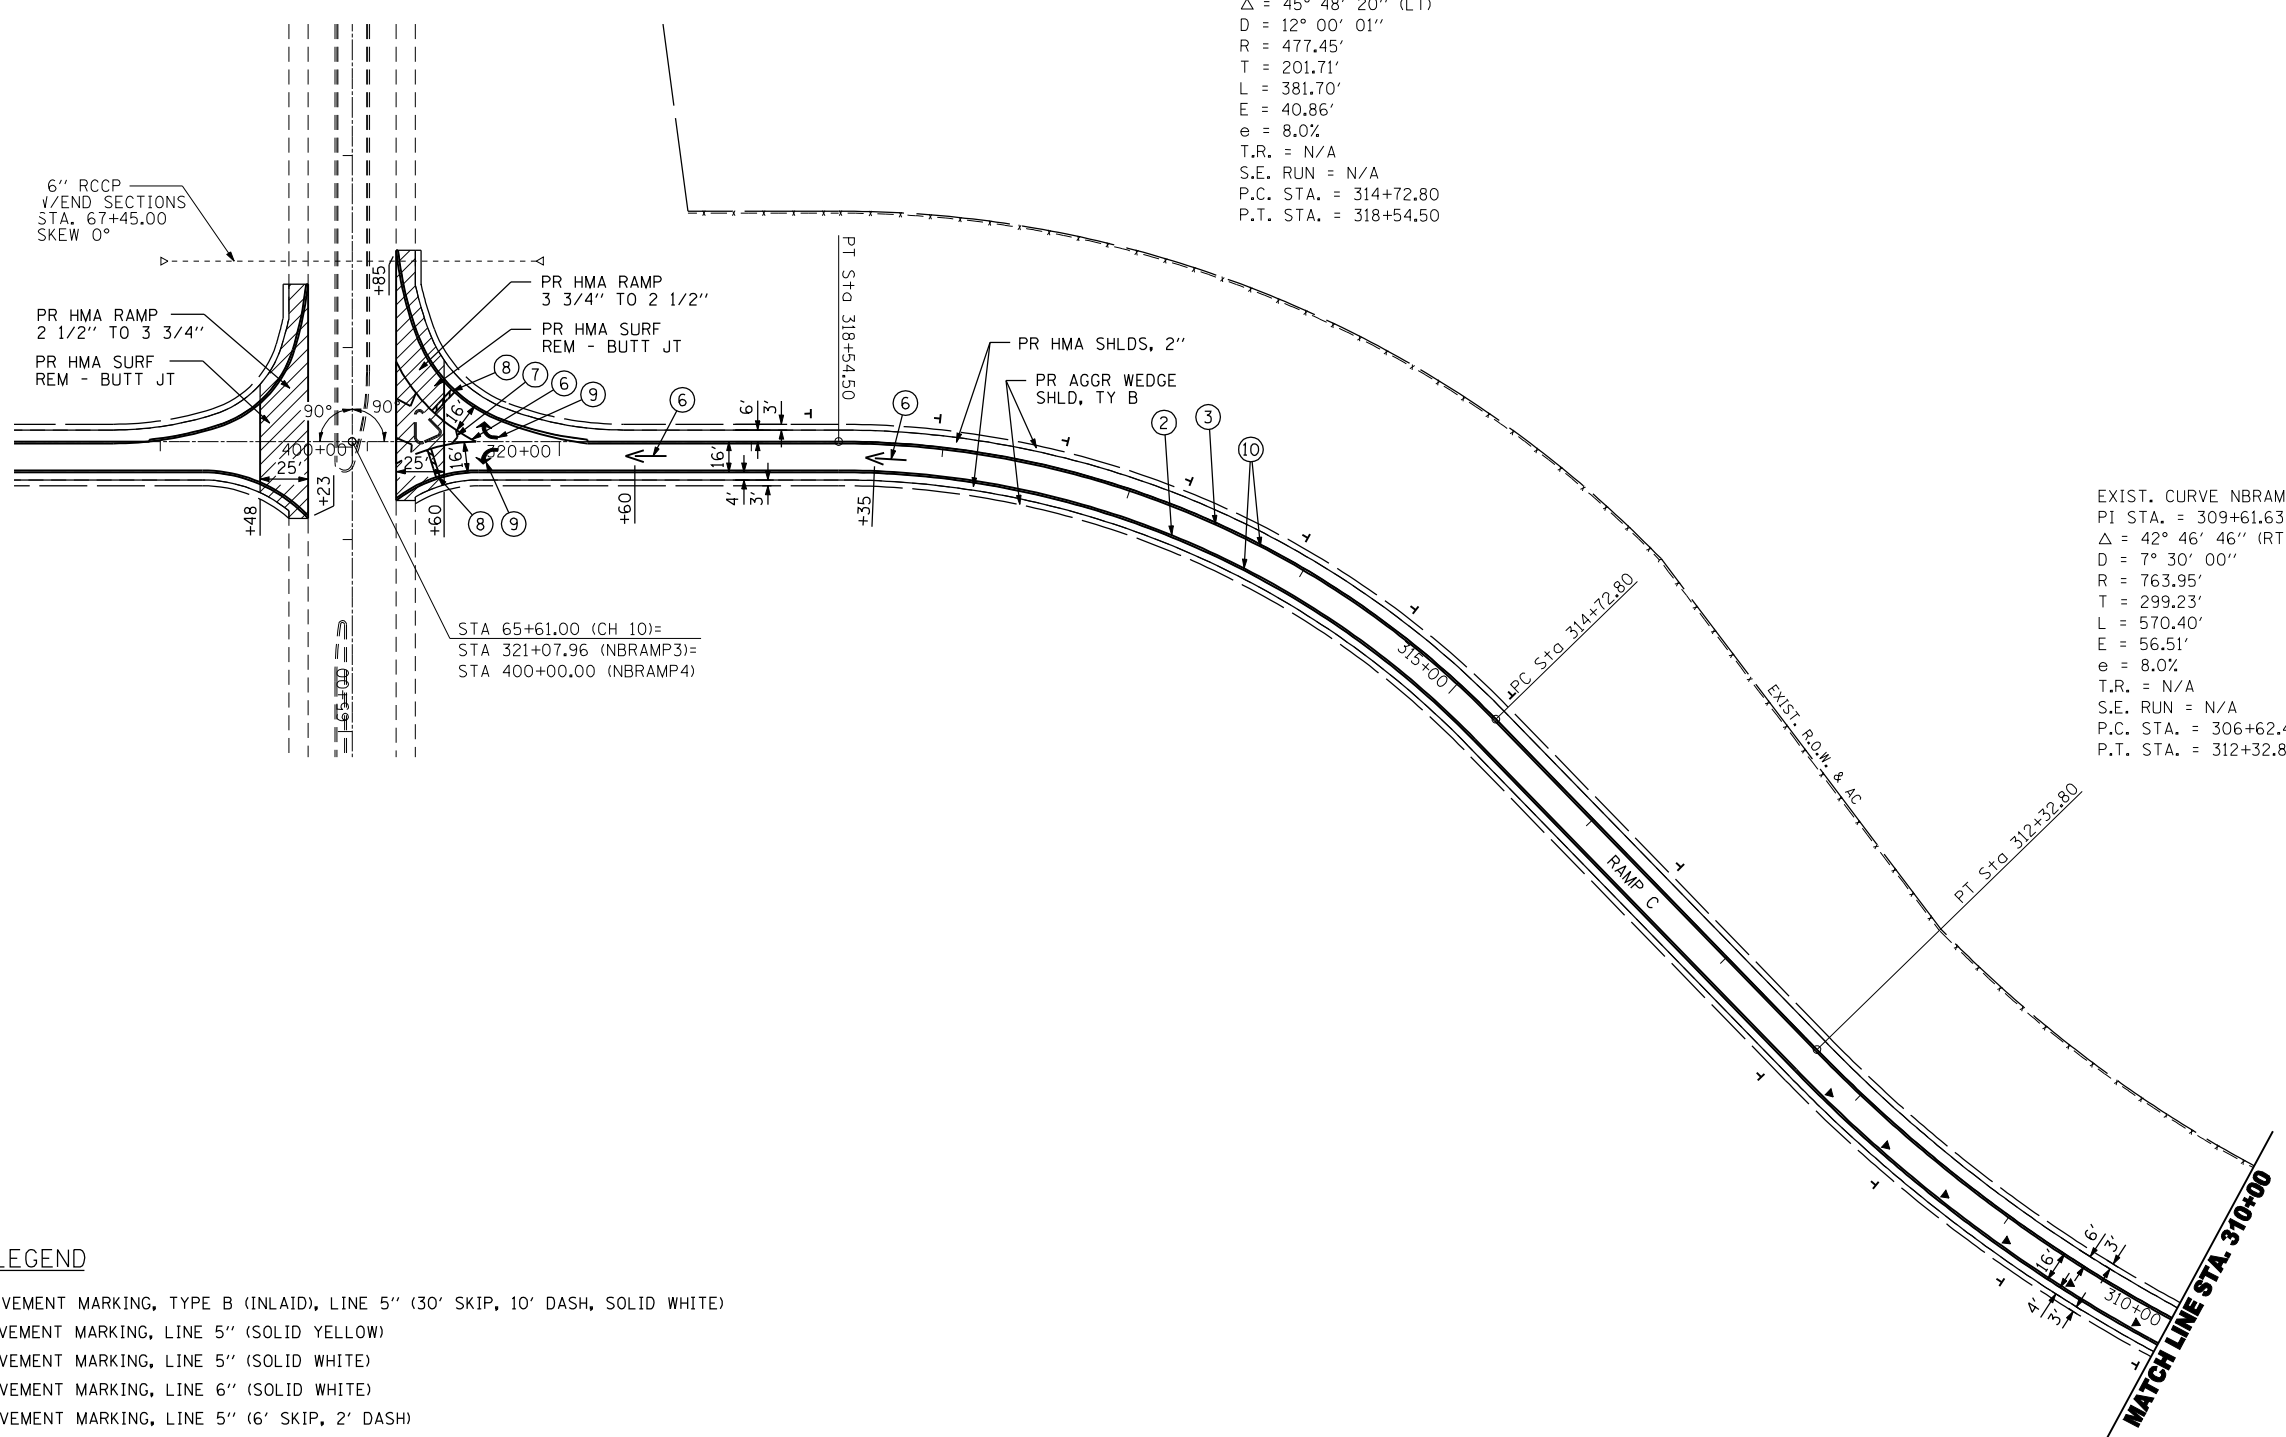 Δ = 45° 48' 20'' (LT)
D = 12° 00' 01''
R = 477.45'
T = 201.71'
L = 381.70'
E = 40.86'
e = 8.0%
T.R. = N/A
S.E. RUN = N/A
P.C. STA. = 314+72.80
P.T. STA. = 318+54.50
6'' RCCP
W/END SECTIONS
STA. 67+45.00
SKEW 0°
PR HMA RAMP
2 1/2'' TO 3 3/4''
PR HMA SURF
REM - BUTT JT
+85
PR HMA RAMP
3 3/4'' TO 2 1/2''
PR HMA SURF
REM - BUTT JT
PT Sta 318+54.50
PR HMA SHLDS, 2''
PR AGGR WEDGE
SHLD, TY B
8
7
6
9
6
6
2
3
10
90°
90°
16'
400+00
320+00
25'
25'
16'
6'
3'
16'
4'
3'
+48
+23
+60
8
9
+60
+35
STA 65+61.00 (CH 10)=
STA 321+07.96 (NBRAMP3)=
STA 400+00.00 (NBRAMP4)
65+00
315+00
PC Sta 314+72.80
EXIST. R.O.W. & AC
RAMP C
PT Sta 312+32.80
EXIST. CURVE NBRAM
PI STA. = 309+61.63
Δ = 42° 46' 46'' (RT
D = 7° 30' 00''
R = 763.95'
T = 299.23'
L = 570.40'
E = 56.51'
e = 8.0%
T.R. = N/A
S.E. RUN = N/A
P.C. STA. = 306+62.4
P.T. STA. = 312+32.8
6'
3'
16'
4'
3'
310+00
MATCH LINE STA. 310+00
LEGEND
VEMENT MARKING, TYPE B (INLAID), LINE 5'' (30' SKIP, 10' DASH, SOLID WHITE)
VEMENT MARKING, LINE 5'' (SOLID YELLOW)
VEMENT MARKING, LINE 5'' (SOLID WHITE)
VEMENT MARKING, LINE 6'' (SOLID WHITE)
VEMENT MARKING, LINE 5'' (6' SKIP, 2' DASH)